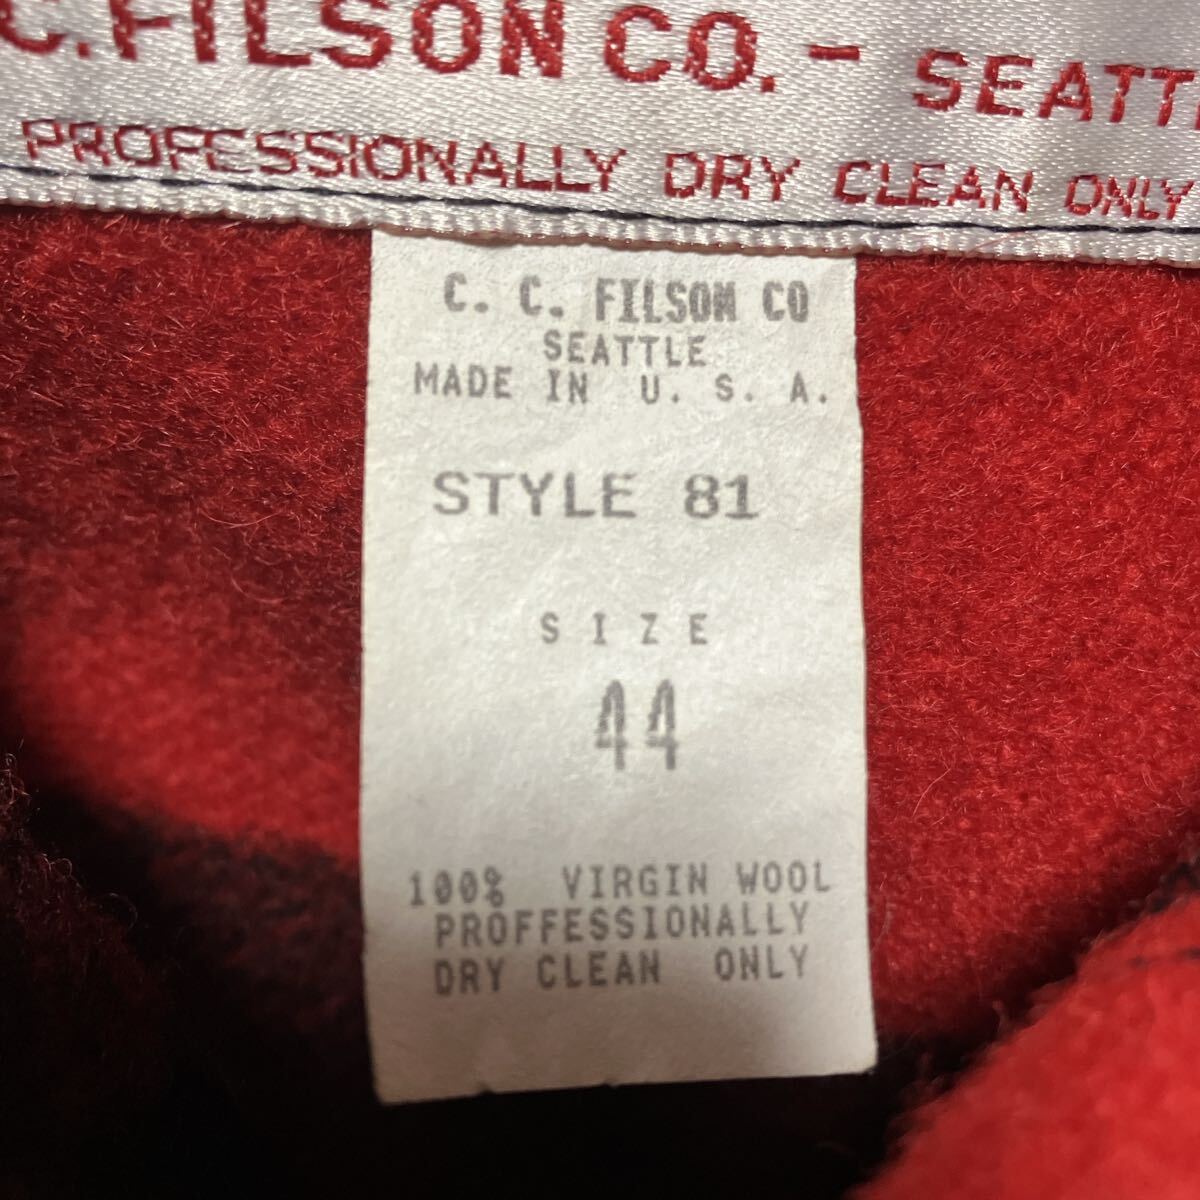 C. FILSON CO. - SEATT
PROFESSIONALLY DRY CLEAN ONLY
C. C. FILSON CO
SEATTLE
MADE IN U. S. A.
STYLE 81
SIZE
44
100% VIRGIN WOOL
PROFFESSIONALLY
DRY CLEAN ONLY